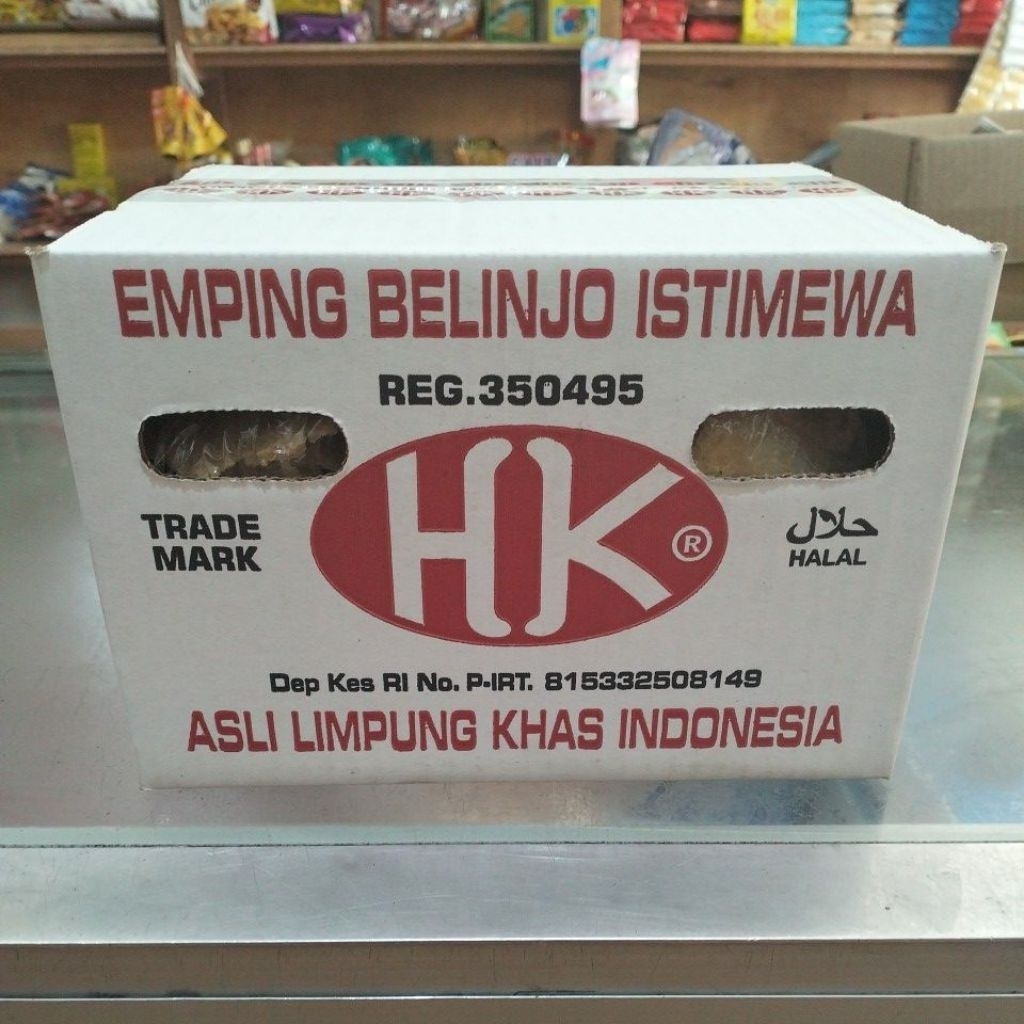 EMPING BELINJO ISTIMEWA
REG.350495
HK®
TRADE
MARK
حلال
HALAL
Dep Kes RI No. P-IRT. 815332508149
ASLI LIMPUNG KHAS INDONESIA